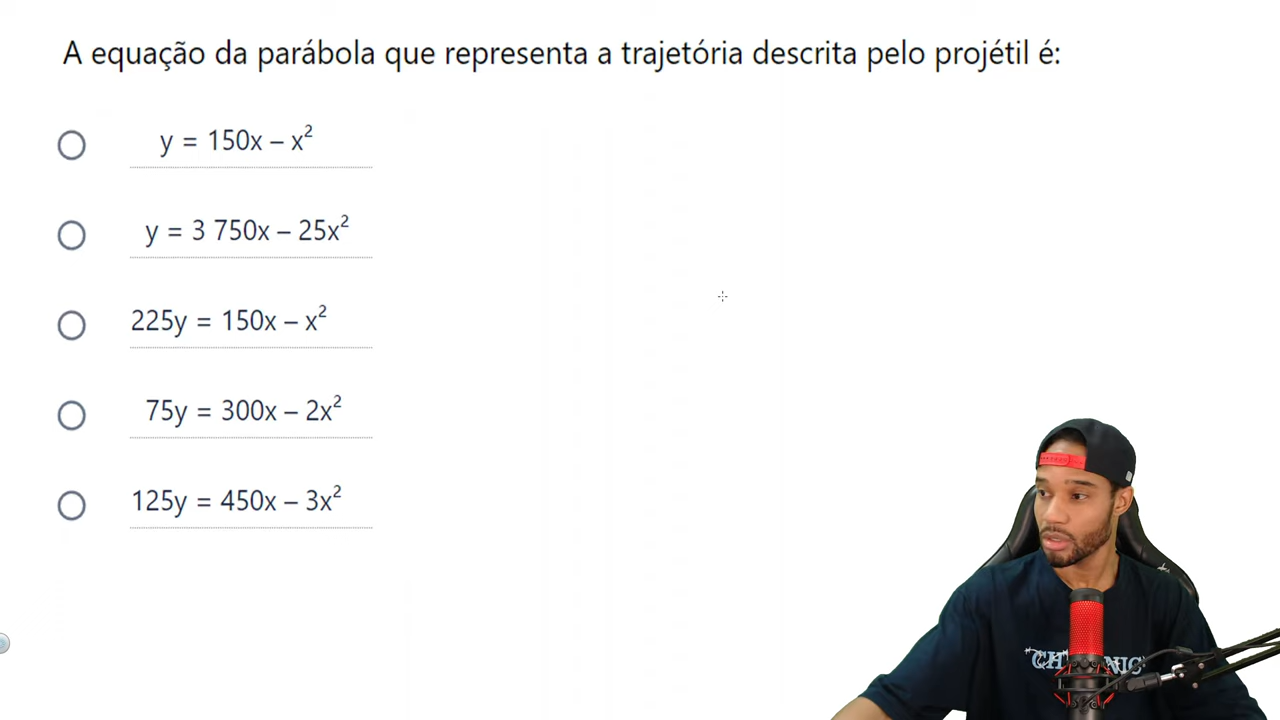 A equação da parábola que representa a trajetória descrita pelo projétil é:
y = 150x – x²
y = 3 750x – 25x²
225y = 150x – x²
75y = 300x – 2x²
125y = 450x – 3x²